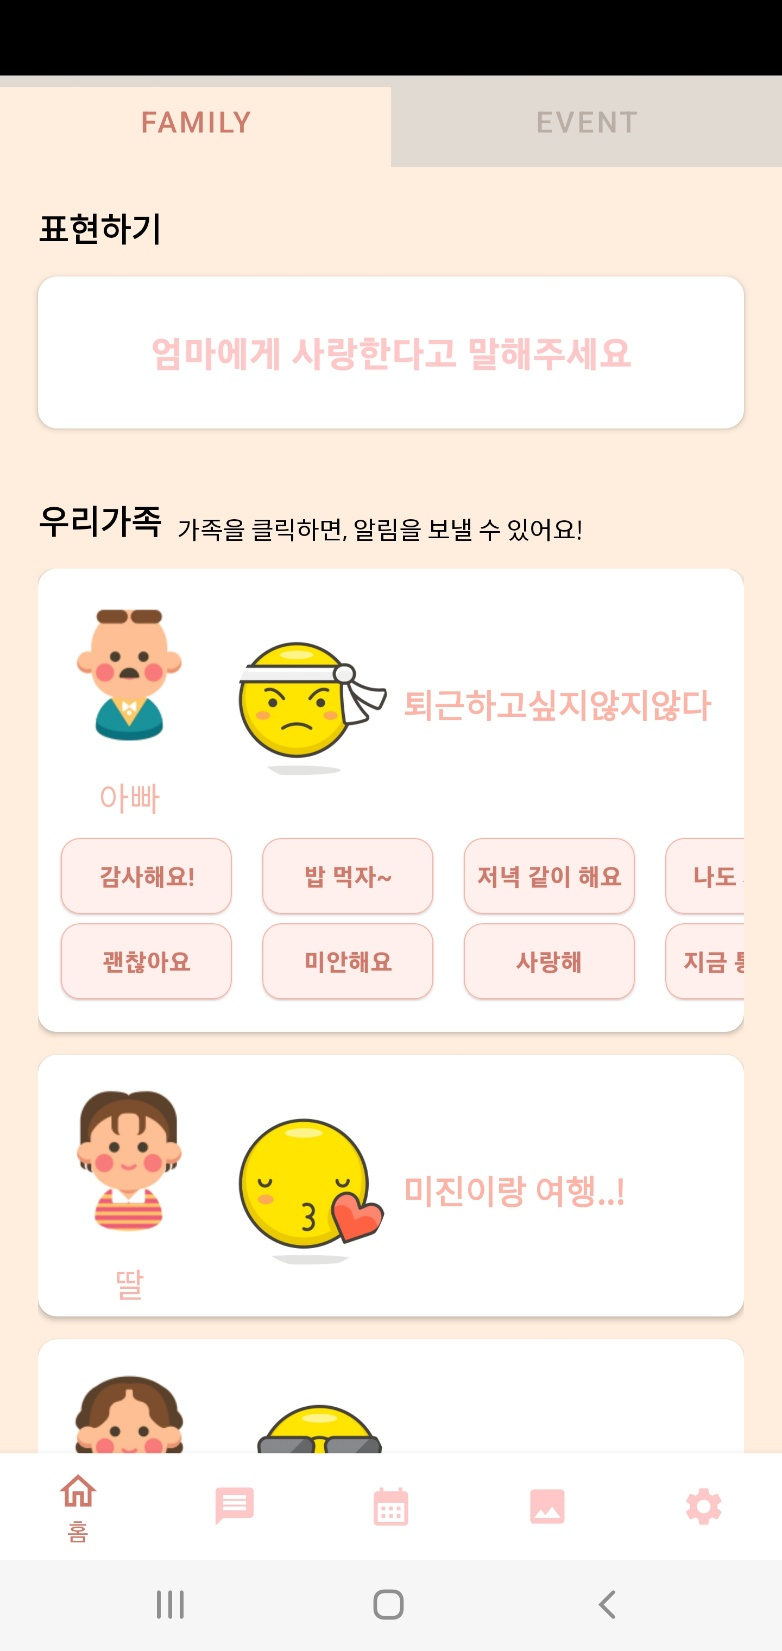 FAMILY
EVENT
표현하기
엄마에게 사랑한다고 말해주세요
우리가족 가족을 클릭하면, 알림을 보낼 수 있어요!
퇴근하고싶지않지않다
아빠
감사해요!
밥 먹자~
저녁 같이 해요
나도
괜찮아요
미안해요
사랑해
지금
미진이랑 여행..!
딸
홈